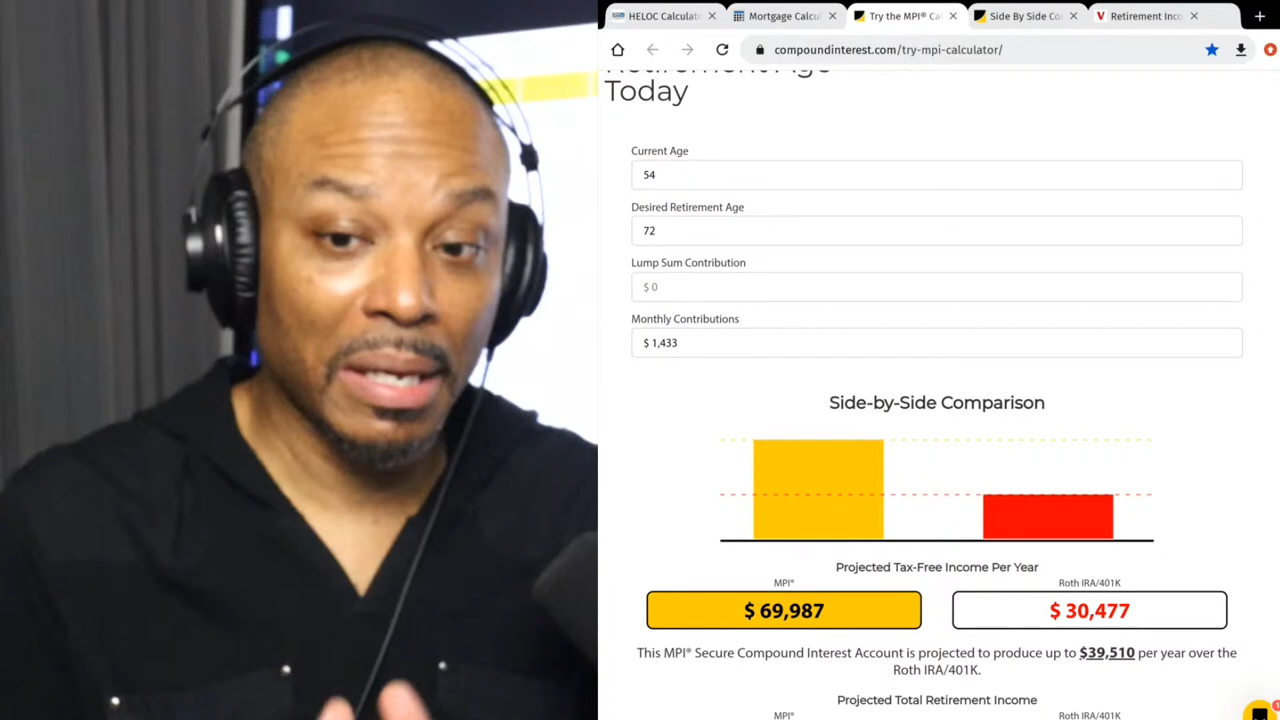 HELOC Calculat
Mortgage Calcu
Try the MPI® Ca
Side By Side Co
Retirement Inco
compoundinterest.com/try-mpi-calculator/
Retirement Age
Today
Current Age
54
Desired Retirement Age
72
Lump Sum Contribution
$ 0
Monthly Contributions
$ 1,433
Side-by-Side Comparison
Projected Tax-Free Income Per Year
MPI®
Roth IRA/401K
$ 69,987
$ 30,477
This MPI® Secure Compound Interest Account is projected to produce up to $39,510 per year over the
Roth IRA/401K.
Projected Total Retirement Income
MPI®
Roth IRA/401K